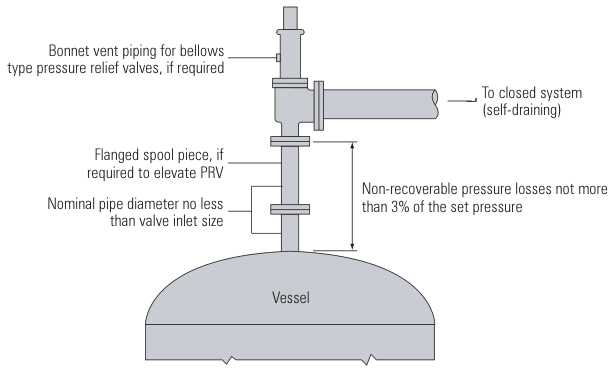 Bonnet vent piping for bellows
type pressure relief valves, if required
To closed system
(self-draining)
Flanged spool piece, if
required to elevate PRV
Nominal pipe diameter no less
than valve inlet size
Non-recoverable pressure losses not more
than 3% of the set pressure
Vessel